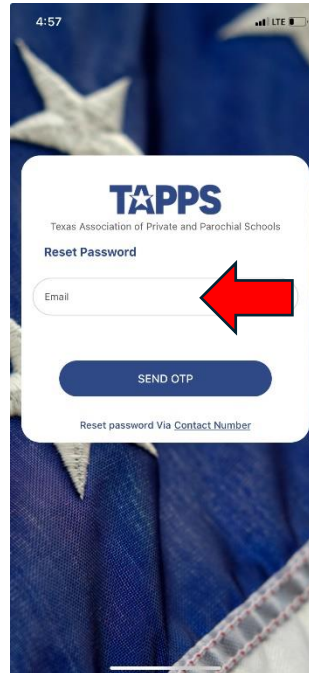 4:57
LTE
TAPPS
Texas Association of Private and Parochial Schools
Reset Password
Email
SEND OTP
Reset password Via Contact Number